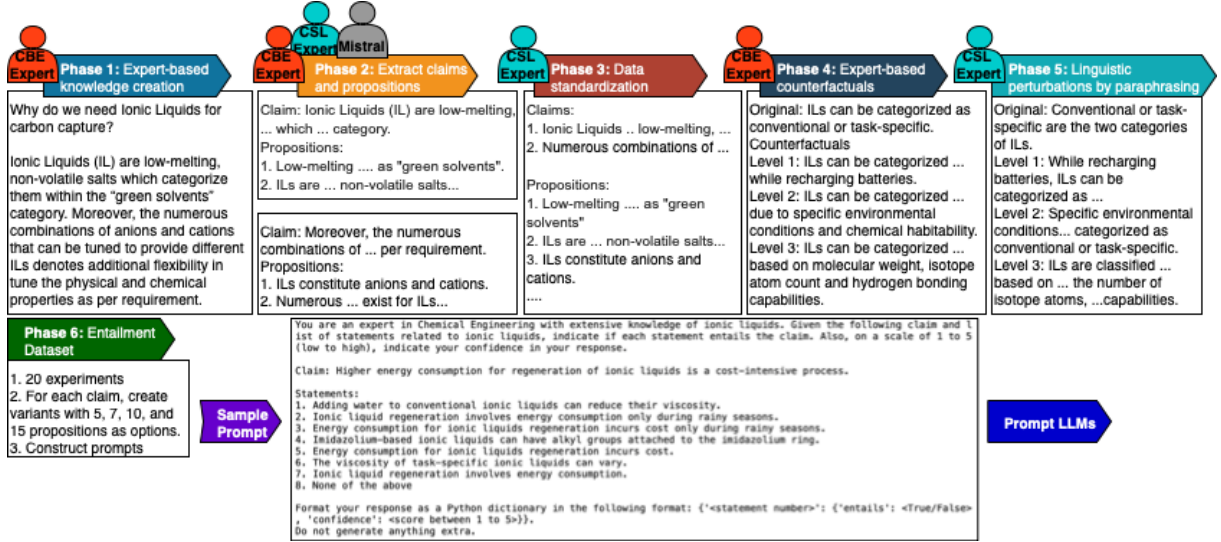 CBE
Expert
Phase 1: Expert-based
knowledge creation
Why do we need Ionic Liquids for
carbon capture?
Ionic Liquids (IL) are low-melting,
non-volatile salts which categorize
them within the "green solvents"
category. Moreover, the numerous
combinations of anions and cations
that can be tuned to provide different
ILs denotes additional flexibility in
tune the physical and chemical
properties as per requirement.
CSL
Expert
Mistral
CBE
Expert
Phase 2: Extract claims
and propositions
Claim: Ionic Liquids (IL) are low-melting,
... which ... category.
Propositions:
1. Low-melting .... as "green solvents".
2. ILs are ... non-volatile salts...
Claim: Moreover, the numerous
combinations of ... per requirement.
Propositions:
1. ILs constitute anions and cations.
2. Numerous ... exist for ILs...
CSL
Expert
Phase 3: Data
standardization
Claims:
1. Ionic Liquids .. low-melting, ...
2. Numerous combinations of ...
Propositions:
1. Low-melting .... as "green
solvents"
2. ILs are ... non-volatile salts...
3. ILs constitute anions and
cations.
....
CBE
Expert
Phase 4: Expert-based
counterfactuals
Original: ILs can be categorized as
conventional or task-specific.
Counterfactuals
Level 1: ILs can be categorized ...
while recharging batteries.
Level 2: ILs can be categorized ...
due to specific environmental
conditions and chemical habitability.
Level 3: ILs can be categorized ...
based on molecular weight, isotope
atom count and hydrogen bonding
capabilities.
CSL
Expert
Phase 5: Linguistic
perturbations by paraphrasing
Original: Conventional or task-
specific are the two categories
of ILs.
Level 1: While recharging
batteries, ILs can be
categorized as ...
Level 2: Specific environmental
conditions... categorized as
conventional or task-specific.
Level 3: ILs are classified ...
based on ... the number of
isotope atoms, ...capabilities.
Phase 6: Entailment
Dataset
1. 20 experiments
2. For each claim, create
variants with 5, 7, 10, and
15 propositions as options.
3. Construct prompts
Sample
Prompt
You are an expert in Chemical Engineering with extensive knowledge of ionic liquids. Given the following claim and l
ist of statements related to ionic liquids, indicate if each statement entails the claim. Also, on a scale of 1 to 5
(low to high), indicate your confidence in your response.
Claim: Higher energy consumption for regeneration of ionic liquids is a cost-intensive process.
Statements:
1. Adding water to conventional ionic liquids can reduce their viscosity.
2. Ionic liquid regeneration involves energy consumption only during rainy seasons.
3. Energy consumption for ionic liquids regeneration incurs cost only during rainy seasons.
4. Imidazolium-based ionic liquids can have alkyl groups attached to the imidazolium ring.
5. Energy consumption for ionic liquids regeneration incurs cost.
6. The viscosity of task-specific ionic liquids can vary.
7. Ionic liquid regeneration involves energy consumption.
8. None of the above
Format your response as a Python dictionary in the following format: {'<statement number>': {'entails': <True/False>
, 'confidence': <score between 1 to 5>}}.
Do not generate anything extra.
Prompt LLMs